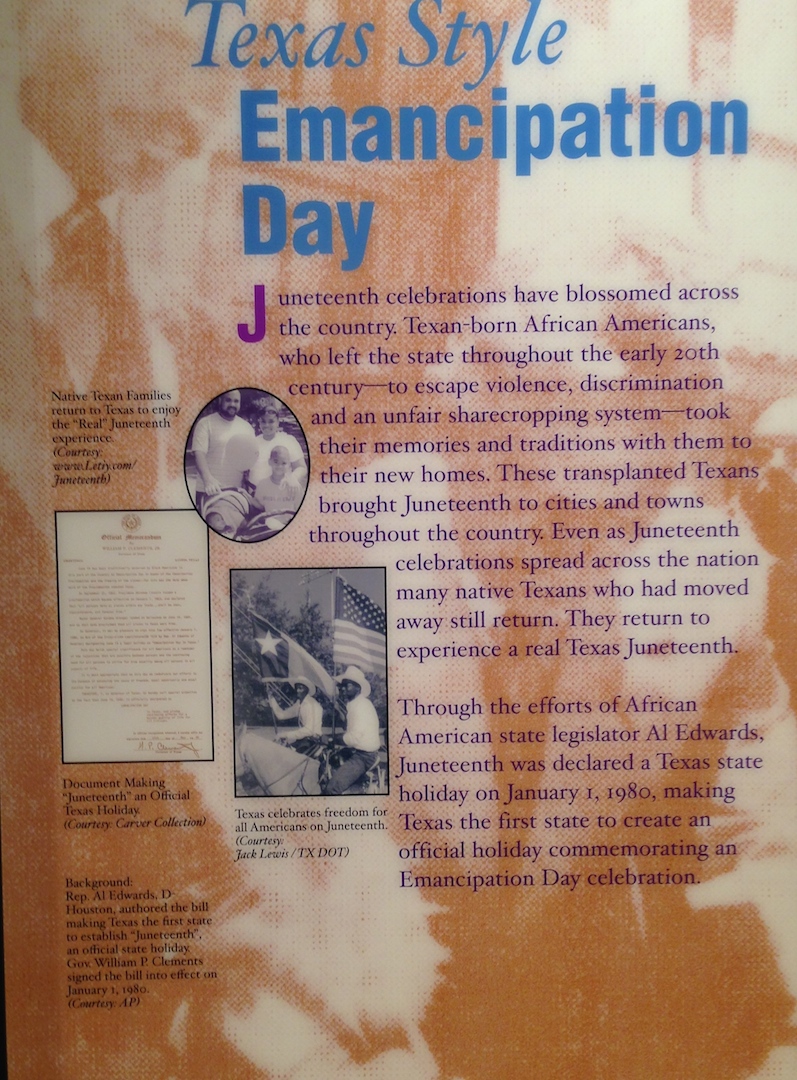 Texas Style
Emancipation
Day
Juneteenth celebrations have blossomed across
the country. Texan-born African Americans,
who left the state throughout the early 20th
century—to escape violence, discrimination
and an unfair sharecropping system—took
their memories and traditions with them to
their new homes. These transplanted Texans
brought Juneteenth to cities and towns
throughout the country. Even as Juneteenth
celebrations spread across the nation
many native Texans who had moved
away still return. They return to
experience a real Texas Juneteenth.
Through the efforts of African
American state legislator Al Edwards,
Juneteenth was declared a Texas state
holiday on January 1, 1980, making
Texas the first state to create an
official holiday commemorating an
Emancipation Day celebration.
Native Texan Families
return to Texas to enjoy
the “Real” Juneteenth
experience.
(Courtesy:
www.Letiy.com/
Juneteenth)
Official Memorandum
Document Making
“Juneteenth” an Official
Texas Holiday.
(Courtesy: Carver Collection)
Texas celebrates freedom for
all Americans on Juneteenth.
(Courtesy:
Jack Lewis / TX DOT)
Background:
Rep. Al Edwards, D-
Houston, authored the bill
making Texas the first state
to establish “Juneteenth”,
an official state holiday.
Gov. William P. Clements
signed the bill into effect on
January 1, 1980.
(Courtesy: AP)